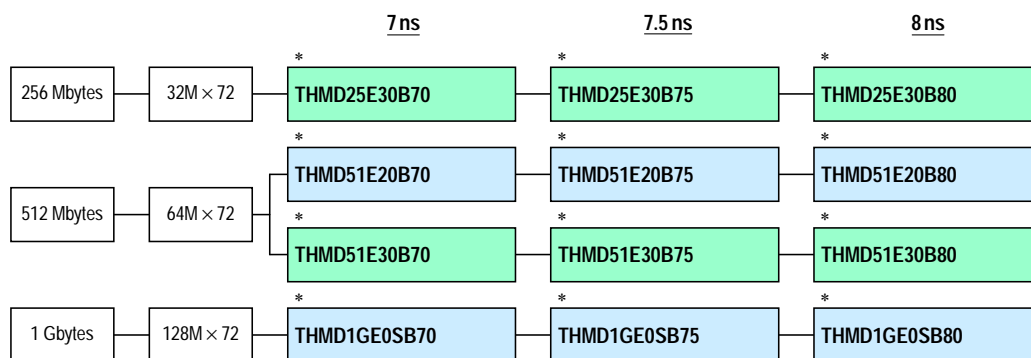 7 ns 7.5 ns 8 ns
* * *
256 Mbytes 32M × 72 THMD25E30B70 THMD25E30B75 THMD25E30B80
* * *
THMD51E20B70 THMD51E20B75 THMD51E20B80
512 Mbytes 64M × 72
* * *
THMD51E30B70 THMD51E30B75 THMD51E30B80
* * *
1 Gbytes 128M × 72 THMD1GE0SB70 THMD1GE0SB75 THMD1GE0SB80